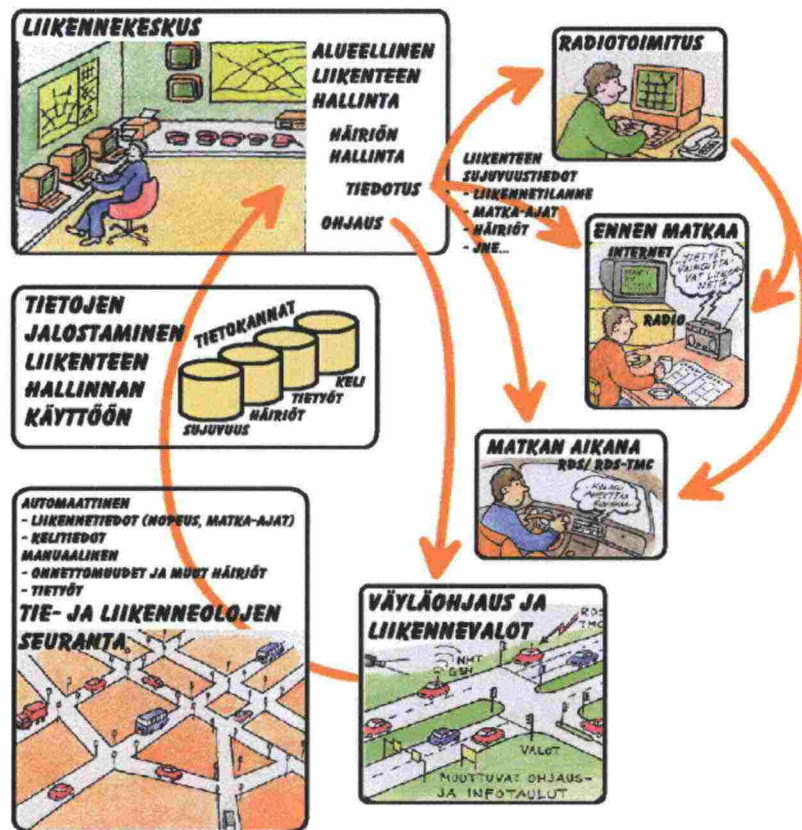 LIIKENNEKESKUS
ALUEELLINEN
LIIKENTEEN
HALLINTA
HÄIRIÖN
HALLINTA
TIEDOTUS
OHJAUS
RADIOTOIMITUS
LIIKENTEEN
SUJUVUUSTIEDOT
- LIIKENNETILANNE
- MATKA-AJAT
- HÄIRIÖT
- JNE...
ENNEN MATKAA
INTERNET
TIETYÖT
RADIO
TIETOJEN
JALOSTAMINEN
LIIKENTEEN
HALLINNAN
KÄYTTÖÖN
TIETOKANNAT
SUJUVUUS
HÄIRIÖT
TIETYÖT
KELI
MATKAN AIKANA
RDS/ RDS-TMC
AUTOMAATTINEN
- LIIKENNETIEDOT (NOPEUS, MATKA-AJAT)
- KELITIEDOT
MANUAALINEN
- ONNETTOMUUDET JA MUUT HÄIRIÖT
- TIETYÖT
TIE- JA LIIKENNEOLOJEN
SEURANTA
VÄYLÄOHJAUS JA
LIIKENNEVALOT
RDS
TMC
NMT
GSM
VALOT
MUUTTUVAT OHJAUS-
JA INFOTAULUT